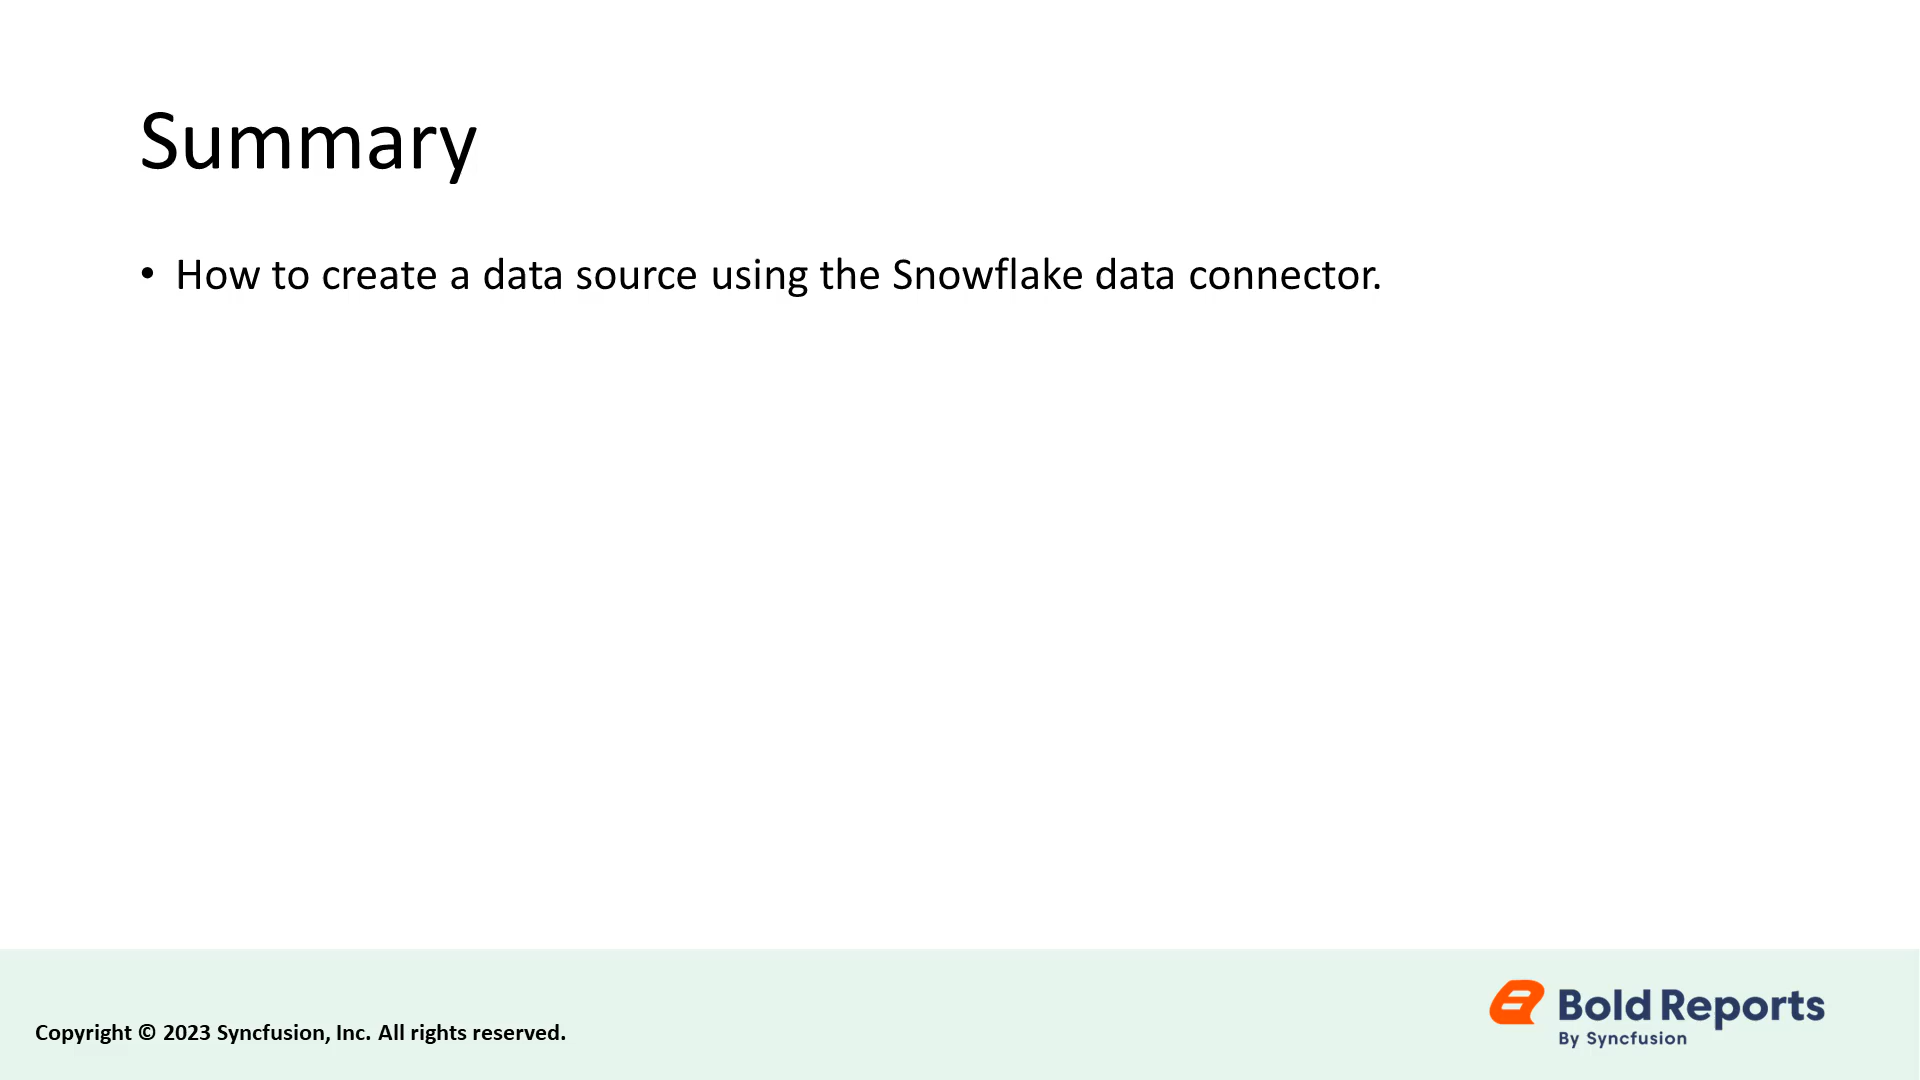 Summary
• How to create a data source using the Snowflake data connector.
Copyright © 2023 Syncfusion, Inc. All rights reserved.
Bold Reports
By Syncfusion